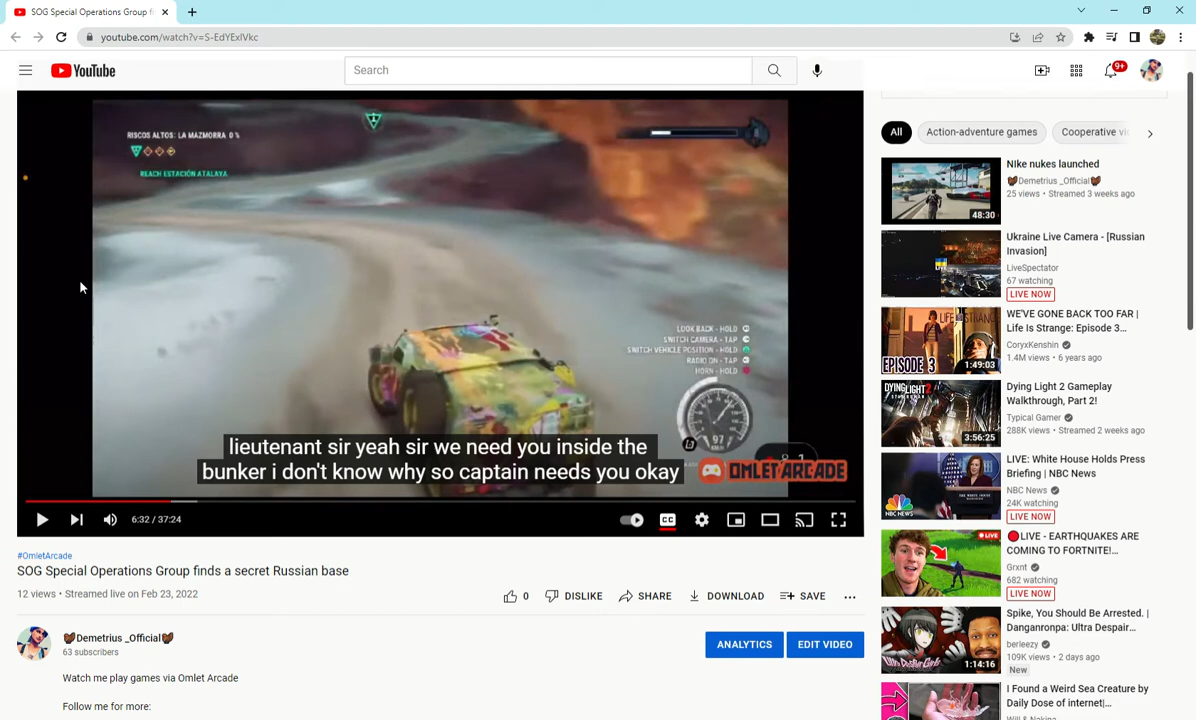 SOG Special Operations Group f
youtube.com/watch?v=S-EdYExlVkc
YouTube
Search
9+
RISCOS ALTOS: LA MAZMORRA 0 %
REACH ESTACIÓN ATALAYA
LOOK BACK - HOLD
SWITCH CAMERA - TAP
SWITCH VEHICLE POSITION - HOLD
RADIO ON - TAP
HORN - HOLD
97
lieutenant sir yeah sir we need you inside the
bunker i don't know why so captain needs you okay
OMLET ARCADE
6:32 / 37:24
CC
#OmletArcade
SOG Special Operations Group finds a secret Russian base
12 views • Streamed live on Feb 23, 2022
0
DISLIKE
SHARE
DOWNLOAD
SAVE
Demetrius _Official
63 subscribers
ANALYTICS
EDIT VIDEO
Watch me play games via Omlet Arcade
Follow me for more:
All
Action-adventure games
Cooperative vi
48:30
NIke nukes launched
Demetrius _Official
25 views • Streamed 3 weeks ago
Ukraine Live Camera - [Russian
Invasion]
LiveSpectator
67 watching
LIVE NOW
EPISODE 3
1:49:03
WE'VE GONE BACK TOO FAR |
Life Is Strange: Episode 3...
CoryxKenshin
1.4M views • 6 years ago
DYING LIGHT 2
3:56:25
Dying Light 2 Gameplay
Walkthrough, Part 2!
Typical Gamer
288K views • Streamed 2 weeks ago
NBC NEWS
LIVE: White House Holds Press
Briefing | NBC News
NBC News
24K watching
LIVE NOW
LIVE
LIVE - EARTHQUAKES ARE
COMING TO FORTNITE!...
Grxnt
682 watching
LIVE NOW
1:14:16
Spike, You Should Be Arrested. |
Danganronpa: Ultra Despair...
berleezy
109K views • 2 days ago
New
I Found a Weird Sea Creature by
Daily Dose of internet|...